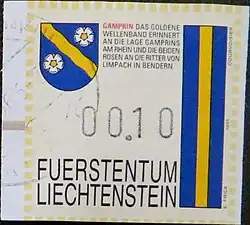 GAMPRIN DAS GOLDENE
WELLENBAND ERINNERT
AN DIE LAGE GAMPRINS
AM RHEIN UND DIE BEIDEN
ROSEN AN DIE RITTER VON
LIMPACH IN BENDERN
00.10
FUERSTENTUM
LIECHTENSTEIN
COURVOISIER